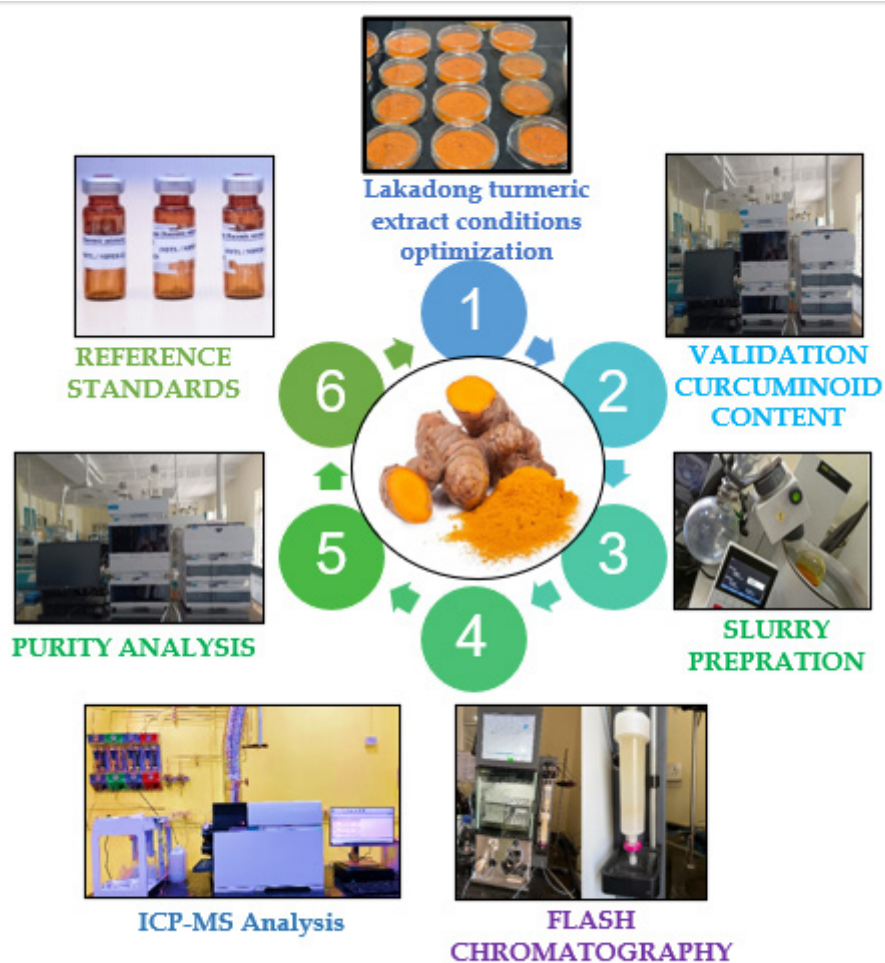 Lakadong turmeric
extract conditions
optimization
1
2
3
4
5
6
VALIDATION
CURCUMINOID
CONTENT
SLURRY
PREPRATION
FLASH
CHROMATOGRAPHY
ICP-MS Analysis
PURITY ANALYSIS
REFERENCE
STANDARDS